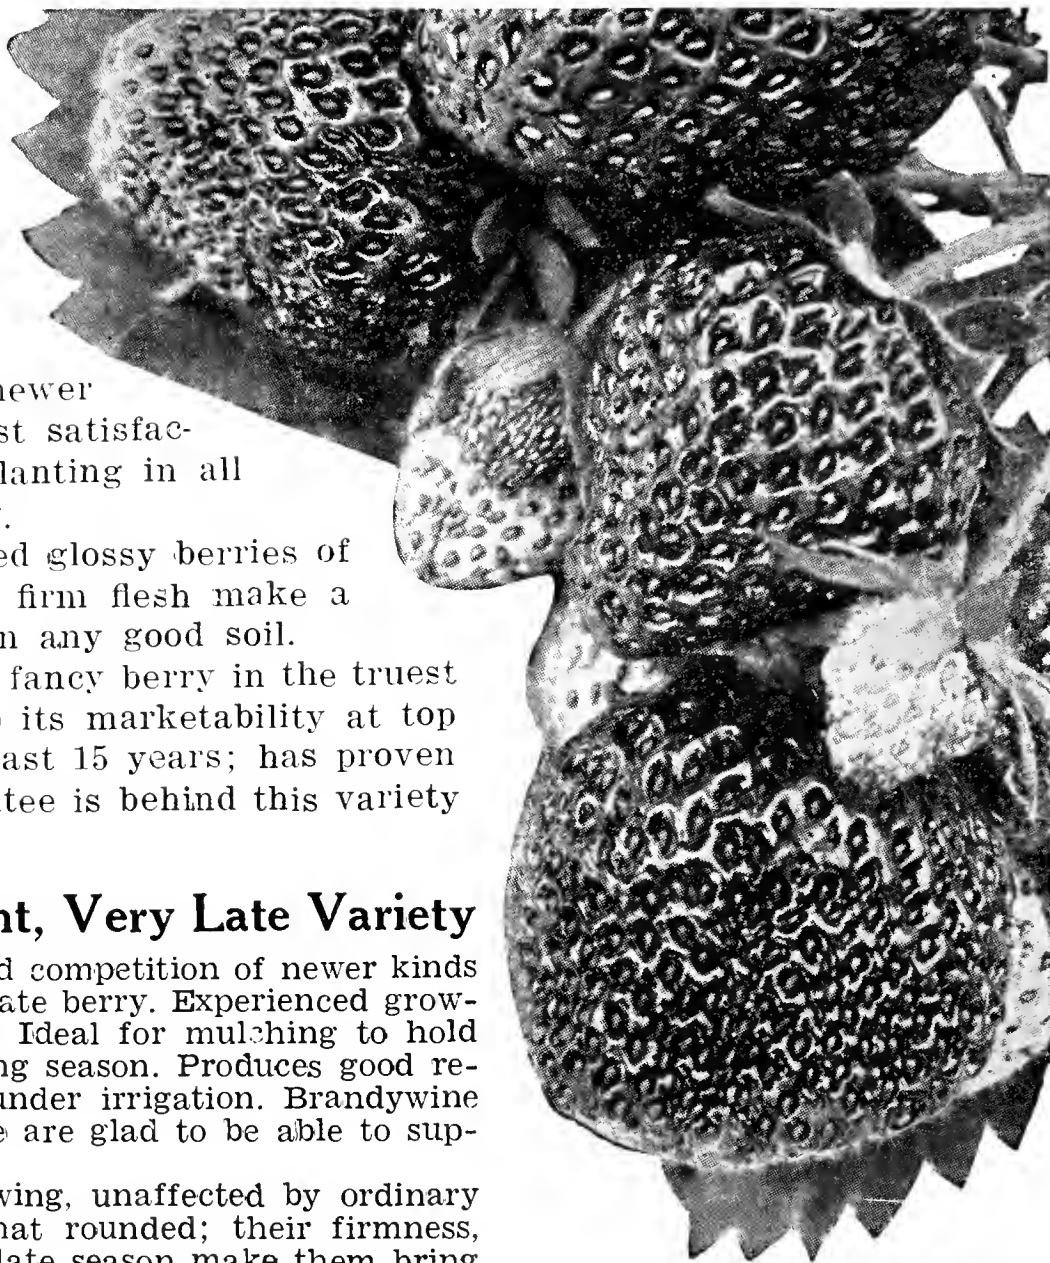 newer
st satisfac-
lanting in all
ed glossy berries of
firm flesh make a
n any good soil.
fancy berry in the truest
its marketability at top
ast 15 years; has proven
tee is behind this variety
nt, Very Late Variety
d competition of newer kinds
ate berry. Experienced grow-
Ideal for mulching to hold
ng season. Produces good re-
under irrigation. Brandywine
e are glad to be able to sup-
wing, unaffected by ordinary
hat rounded; their firmness,
late season make them bring